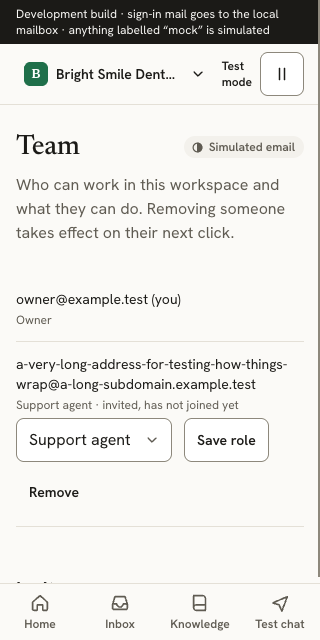 Development build · sign-in mail goes to the local
mailbox · anything labelled “mock” is simulated
B Bright Smile Dent…
Test
mode
Team
Simulated email
Who can work in this workspace and
what they can do. Removing someone
takes effect on their next click.
owner@example.test (you)
Owner
a-very-long-address-for-testing-how-things-
wrap@a-long-subdomain.example.test
Support agent · invited, has not joined yet
Support agent
Save role
Remove
Home
Inbox
Knowledge
Test chat